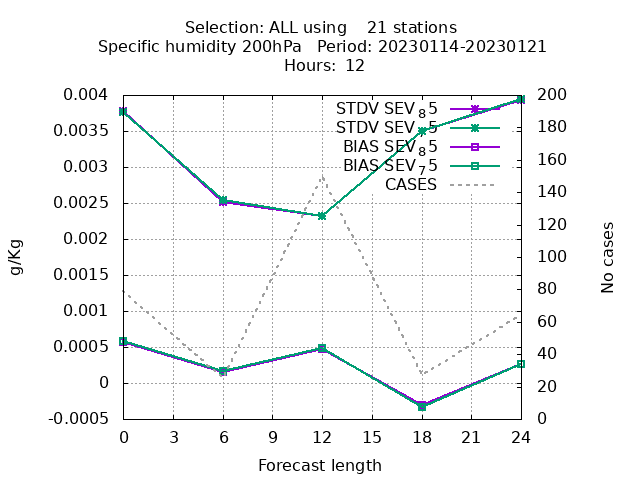 Selection: ALL using    21 stations
Specific humidity 200hPa   Period: 20230114-20230121
Hours: 12
STDV SEV 8 5
STDV SEV 7 5
BIAS SEV 8 5
BIAS SEV 7 5
CASES
0.004
0.0035
0.003
0.0025
0.002
0.0015
0.001
0.0005
0
-0.0005
200
180
160
140
120
100
80
60
40
20
0
0 3 6 9 12 15 18 21 24
g/Kg
No cases
Forecast length